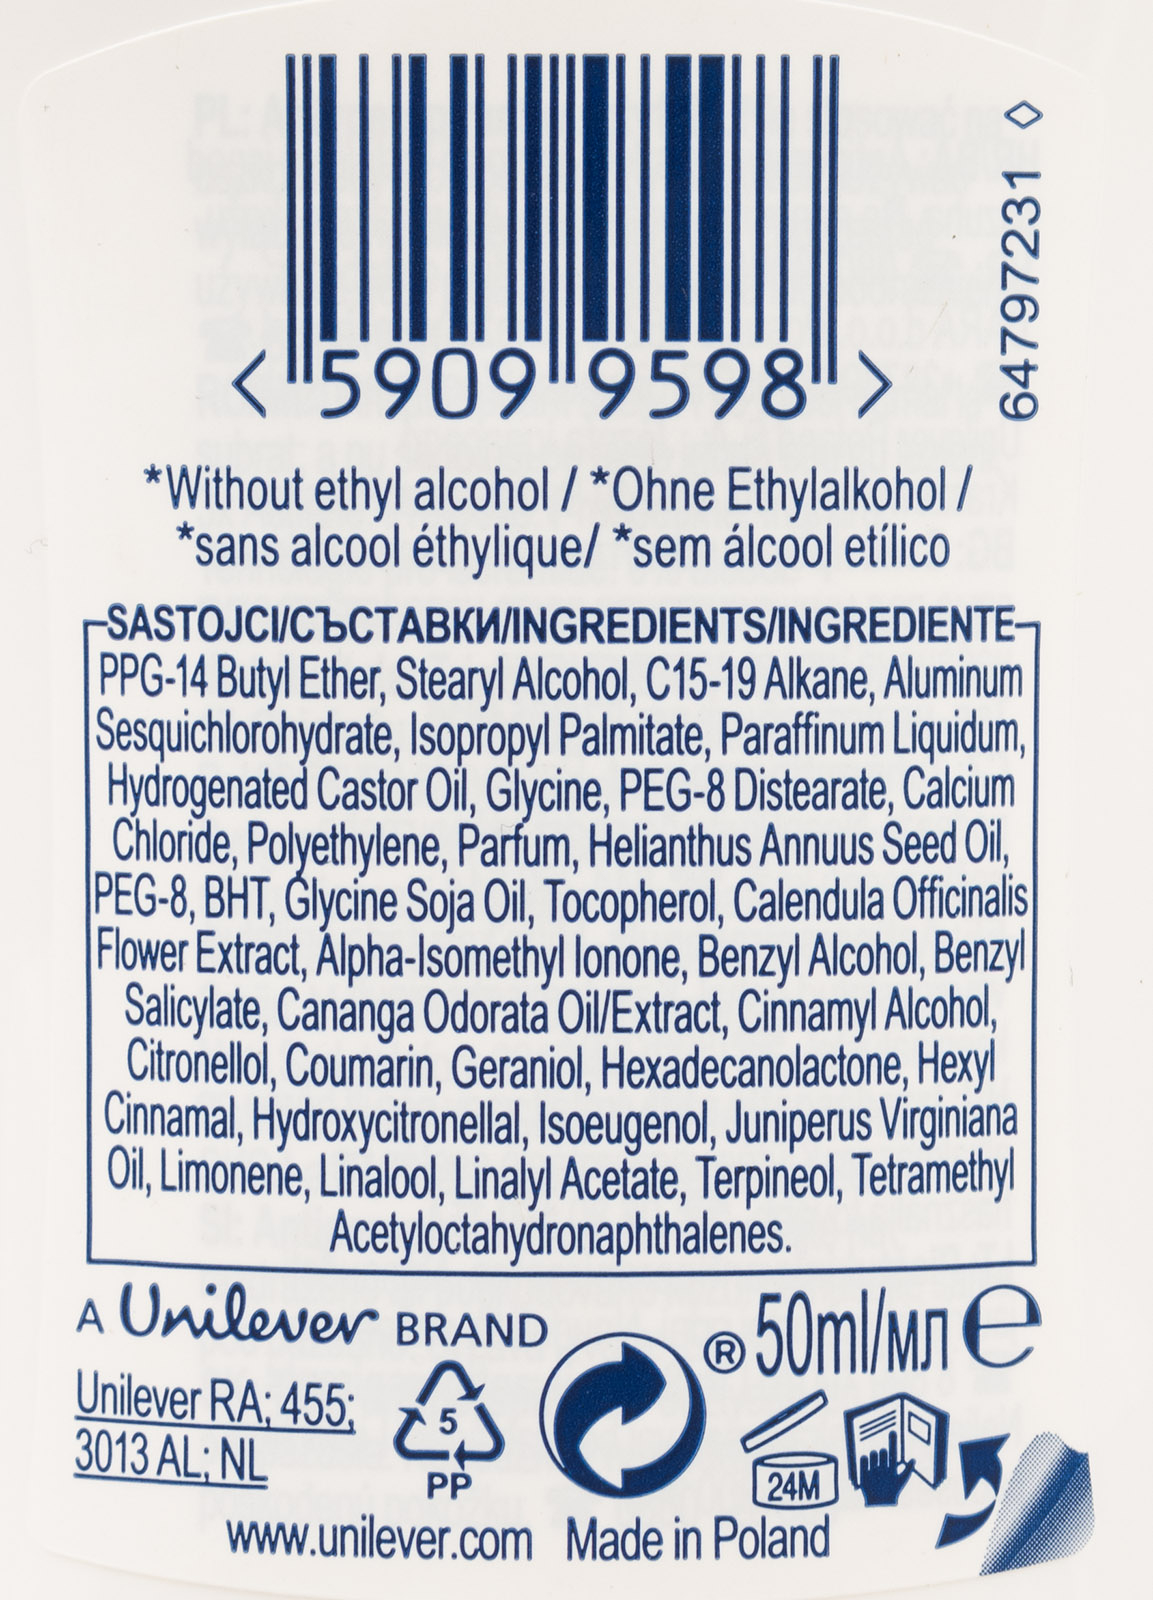 <5909 9598>
64797231
*Without ethyl alcohol / *Ohne Ethylalkohol /
*sans alcool éthylique/ *sem álcool etílico
SASTOJCI/СЪСТАВКИ/INGREDIENTS/INGREDIENTE
PPG-14 Butyl Ether, Stearyl Alcohol, C15-19 Alkane, Aluminum
Sesquichlorohydrate, Isopropyl Palmitate, Paraffinum Liquidum,
Hydrogenated Castor Oil, Glycine, PEG-8 Distearate, Calcium
Chloride, Polyethylene, Parfum, Helianthus Annuus Seed Oil,
PEG-8, BHT, Glycine Soja Oil, Tocopherol, Calendula Officinalis
Flower Extract, Alpha-Isomethyl Ionone, Benzyl Alcohol, Benzyl
Salicylate, Cananga Odorata Oil/Extract, Cinnamyl Alcohol,
Citronellol, Coumarin, Geraniol, Hexadecanolactone, Hexyl
Cinnamal, Hydroxycitronellal, Isoeugenol, Juniperus Virginiana
Oil, Limonene, Linalool, Linalyl Acetate, Terpineol, Tetramethyl
Acetyloctahydronaphthalenes.
A Unilever BRAND
® 50ml/мл ℮
Unilever RA; 455;
3013 AL; NL
5
PP
24M
www.unilever.com Made in Poland